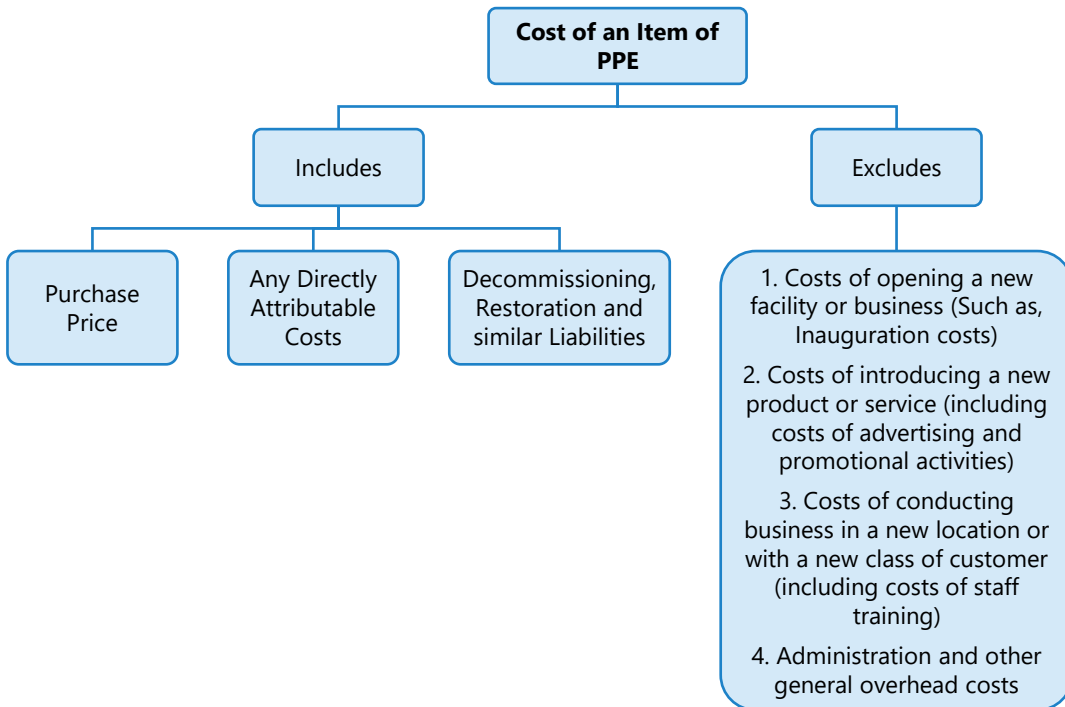 Cost of an Item of
PPE
Includes
Excludes
Purchase
Price
Any Directly
Attributable
Costs
Decommissioning,
Restoration and
similar Liabilities
1. Costs of opening a new
facility or business (Such as,
Inauguration costs)
2. Costs of introducing a new
product or service (including
costs of advertising and
promotional activities)
3. Costs of conducting
business in a new location or
with a new class of customer
(including costs of staff
training)
4. Administration and other
general overhead costs